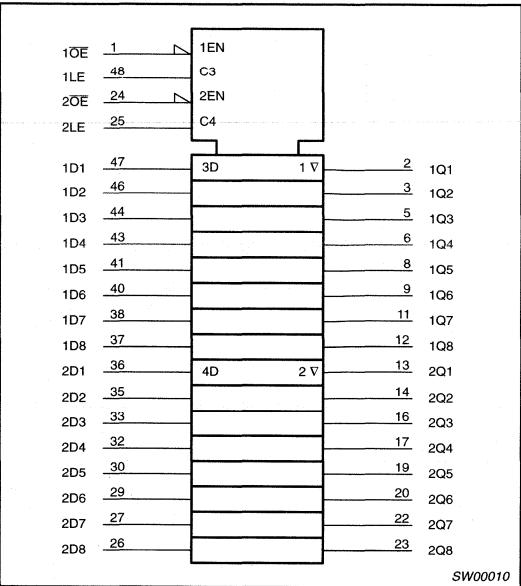 1O̅E̅ 1 1EN
1LE 48 C3
2O̅E̅ 24 2EN
2LE 25 C4
1D1 47 3D 1 ∇ 2 1Q1
1D2 46 3 1Q2
1D3 44 5 1Q3
1D4 43 6 1Q4
1D5 41 8 1Q5
1D6 40 9 1Q6
1D7 38 11 1Q7
1D8 37 12 1Q8
2D1 36 4D 2 ∇ 13 2Q1
2D2 35 14 2Q2
2D3 33 16 2Q3
2D4 32 17 2Q4
2D5 30 19 2Q5
2D6 29 20 2Q6
2D7 27 22 2Q7
2D8 26 23 2Q8
SW00010